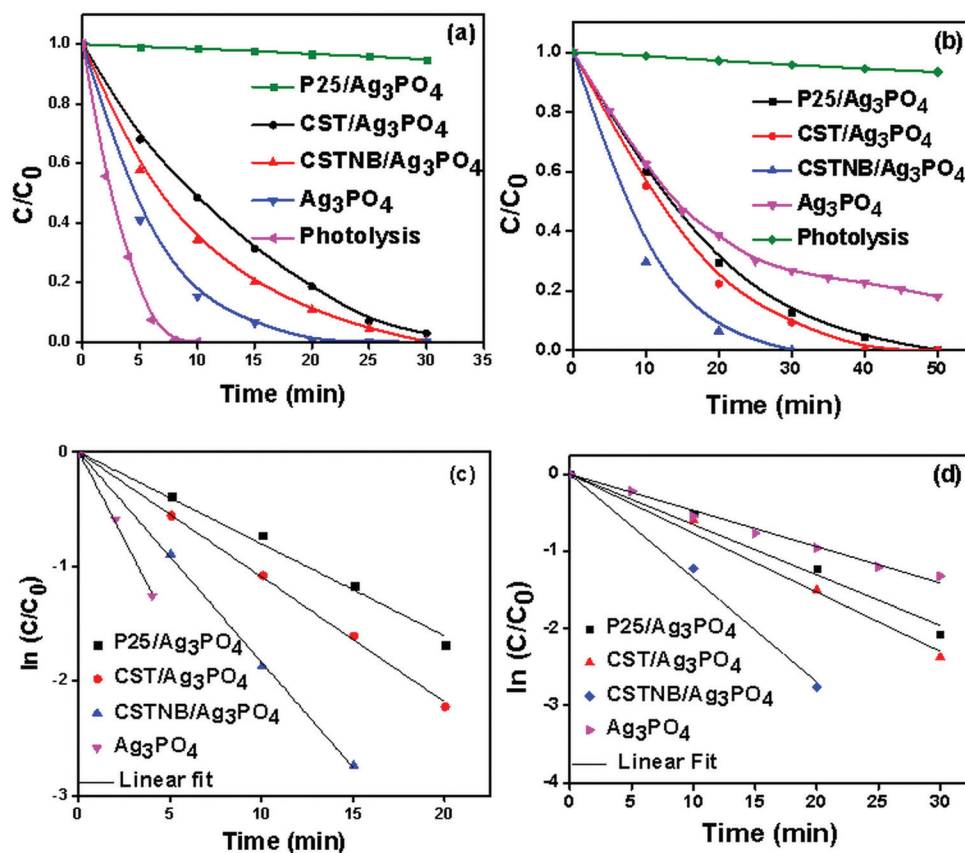 (a)
1.0
0.8
0.6
0.4
0.2
0.0
C/C₀
P25/Ag₃PO₄
CST/Ag₃PO₄
CSTNB/Ag₃PO₄
Ag₃PO₄
Photolysis
0 5 10 15 20 25 30 35
Time (min)
(b)
1.0
0.8
0.6
0.4
0.2
0.0
C/C₀
P25/Ag₃PO₄
CST/Ag₃PO₄
CSTNB/Ag₃PO₄
Ag₃PO₄
Photolysis
0 10 20 30 40 50
Time (min)
(c)
0
-1
-2
-3
ln (C/C₀)
P25/Ag₃PO₄
CST/Ag₃PO₄
CSTNB/Ag₃PO₄
Ag₃PO₄
Linear fit
0 5 10 15 20
Time (min)
(d)
0
-1
-2
-3
-4
ln (C/C₀)
P25/Ag₃PO₄
CST/Ag₃PO₄
CSTNB/Ag₃PO₄
Ag₃PO₄
Linear Fit
0 5 10 15 20 25 30
Time (min)